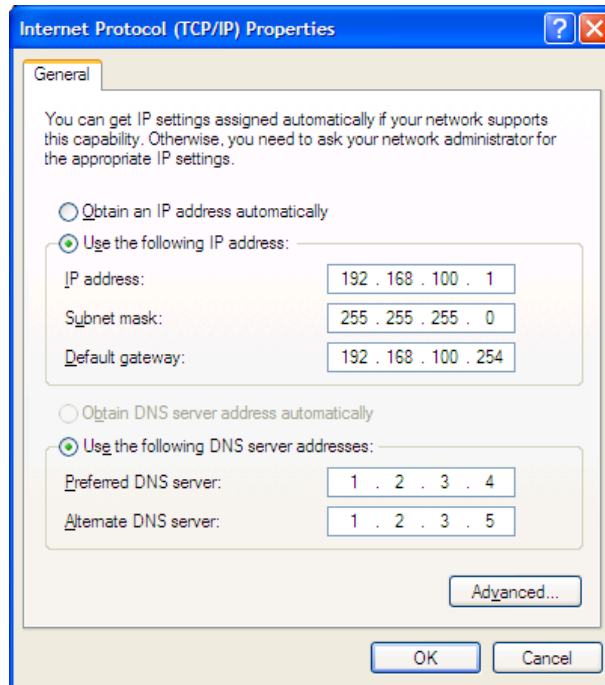 Internet Protocol (TCP/IP) Properties
?
General
You can get IP settings assigned automatically if your network supports
this capability. Otherwise, you need to ask your network administrator for
the appropriate IP settings.
Obtain an IP address automatically
Use the following IP address:
IP address: 192 . 168 . 100 . 1
Subnet mask: 255 . 255 . 255 . 0
Default gateway: 192 . 168 . 100 . 254
Obtain DNS server address automatically
Use the following DNS server addresses:
Preferred DNS server: 1 . 2 . 3 . 4
Alternate DNS server: 1 . 2 . 3 . 5
Advanced...
OK Cancel